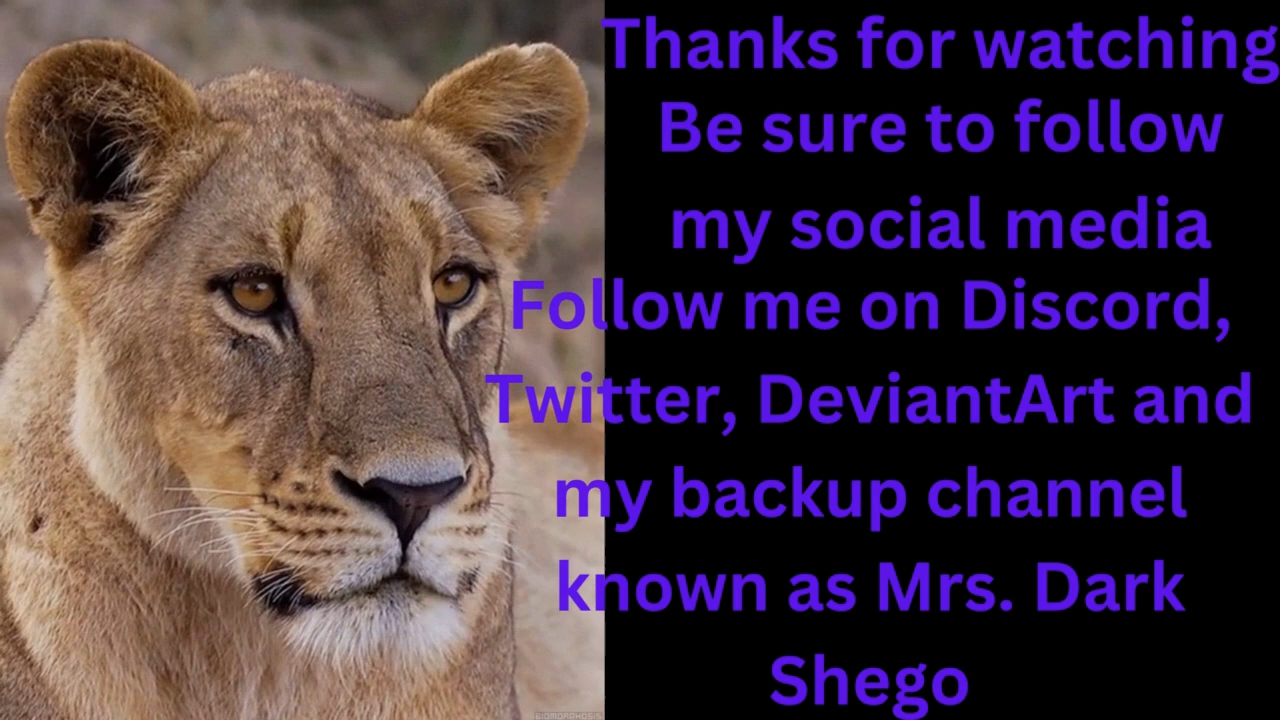 Thanks for watching
Be sure to follow
my social media
Follow me on Discord,
Twitter, DeviantArt and
my backup channel
known as Mrs. Dark
Shego
BIOMORPHOSIS